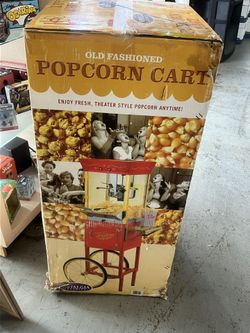 OLD FASHIONED
POPCORN CART
ENJOY FRESH, THEATER STYLE POPCORN ANYTIME!